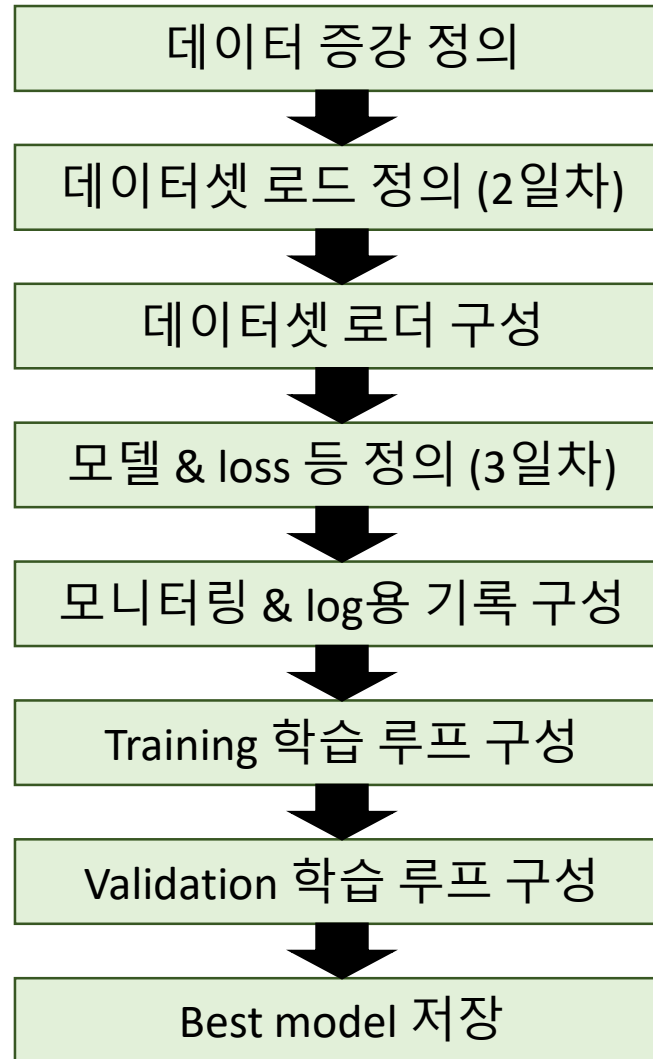 데이터 증강 정의
데이터셋 로드 정의 (2일차)
데이터셋 로더 구성
모델 & loss 등 정의 (3일차)
모니터링 & log용 기록 구성
Training 학습 루프 구성
Validation 학습 루프 구성
Best model 저장